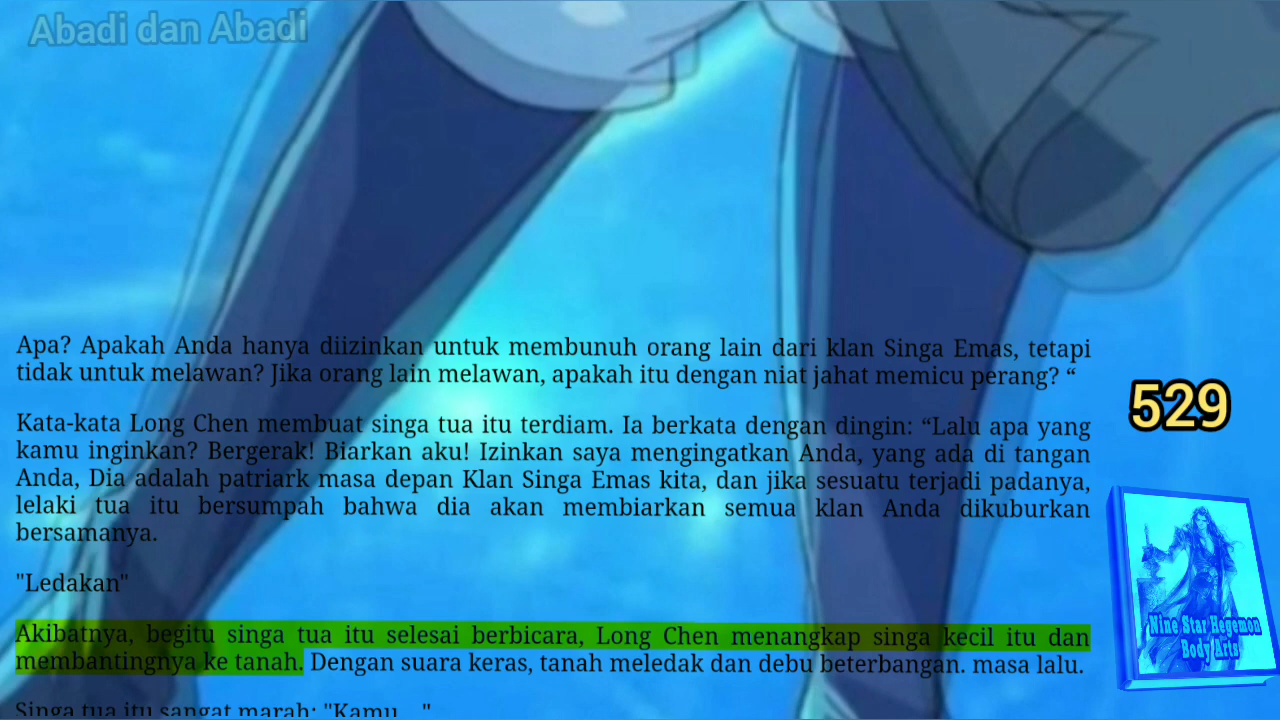 Abadi dan Abadi
Apa? Apakah Anda hanya diizinkan untuk membunuh orang lain dari klan Singa Emas, tetapi
tidak untuk melawan? Jika orang lain melawan, apakah itu dengan niat jahat memicu perang? “
Kata-kata Long Chen membuat singa tua itu terdiam. Ia berkata dengan dingin: “Lalu apa yang
kamu inginkan? Bergerak! Biarkan aku! Izinkan saya mengingatkan Anda, yang ada di tangan
Anda, Dia adalah patriark masa depan Klan Singa Emas kita, dan jika sesuatu terjadi padanya,
lelaki tua itu bersumpah bahwa dia akan membiarkan semua klan Anda dikuburkan
bersamanya.
"Ledakan"
Akibatnya, begitu singa tua itu selesai berbicara, Long Chen menangkap singa kecil itu dan
membantingnya ke tanah. Dengan suara keras, tanah meledak dan debu beterbangan. masa lalu.
Singa tua itu sangat marah: "Kamu..."
529
Nine Star Hegemon
Body Arts